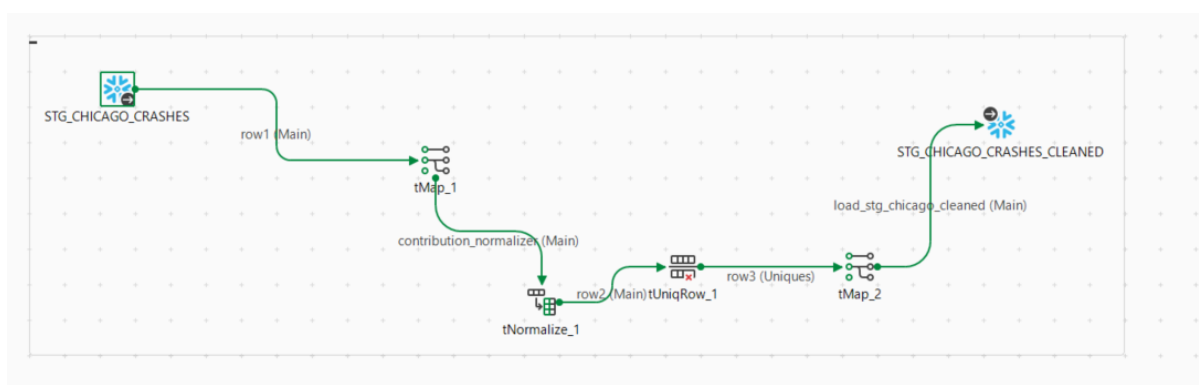 STG_CHICAGO_CRASHES
row1 (Main)
tMap_1
contribution_normalizer (Main)
tNormalize_1
row2 (Main)
tUniqRow_1
row3 (Uniques)
tMap_2
load_stg_chicago_cleaned (Main)
STG_CHICAGO_CRASHES_CLEANED